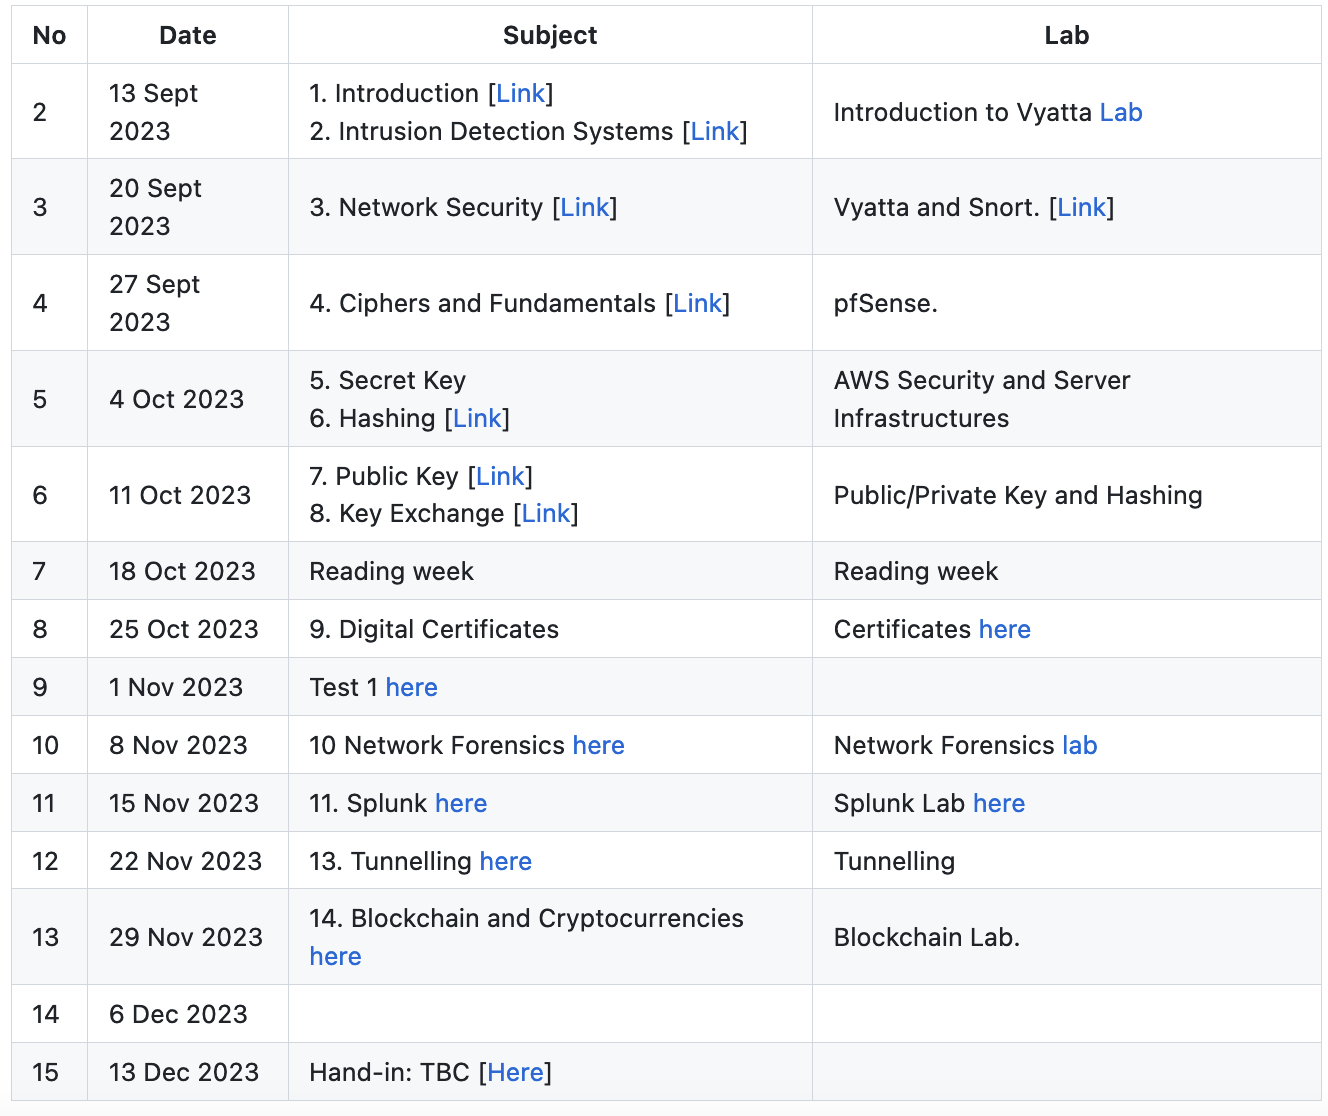 No Date Subject Lab
2 13 Sept 2023 1. Introduction [Link] Introduction to Vyatta Lab
2. Intrusion Detection Systems [Link]
3 20 Sept 2023 3. Network Security [Link] Vyatta and Snort. [Link]
4 27 Sept 2023 4. Ciphers and Fundamentals [Link] pfSense.
5 4 Oct 2023 5. Secret Key AWS Security and Server
6. Hashing [Link] Infrastructures
6 11 Oct 2023 7. Public Key [Link] Public/Private Key and Hashing
8. Key Exchange [Link]
7 18 Oct 2023 Reading week Reading week
8 25 Oct 2023 9. Digital Certificates Certificates here
9 1 Nov 2023 Test 1 here
10 8 Nov 2023 10 Network Forensics here Network Forensics lab
11 15 Nov 2023 11. Splunk here Splunk Lab here
12 22 Nov 2023 13. Tunnelling here Tunnelling
13 29 Nov 2023 14. Blockchain and Cryptocurrencies Blockchain Lab.
here
14 6 Dec 2023
15 13 Dec 2023 Hand-in: TBC [Here]